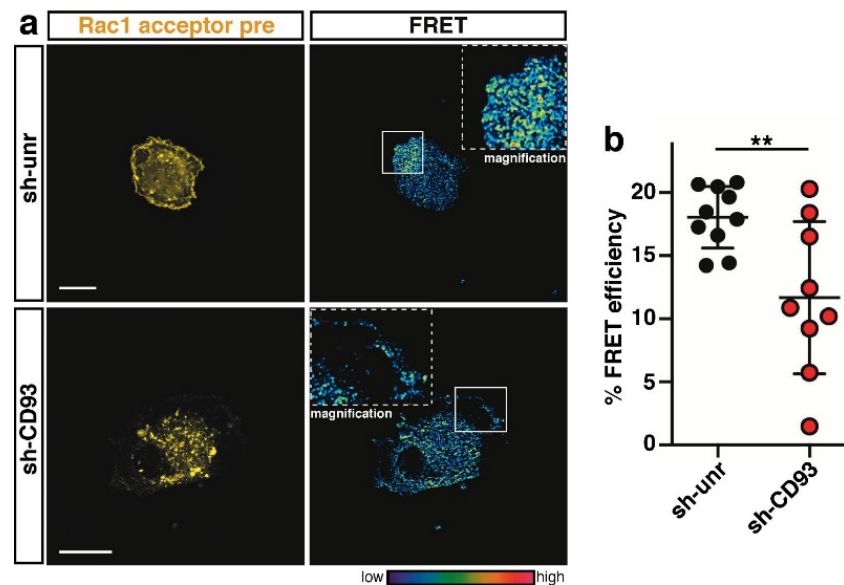 a
Rac1 acceptor pre
FRET
sh-unr
magnification
sh-CD93
magnification
low
high
b
**
% FRET efficiency
20
15
10
5
0
sh-unr
sh-CD93